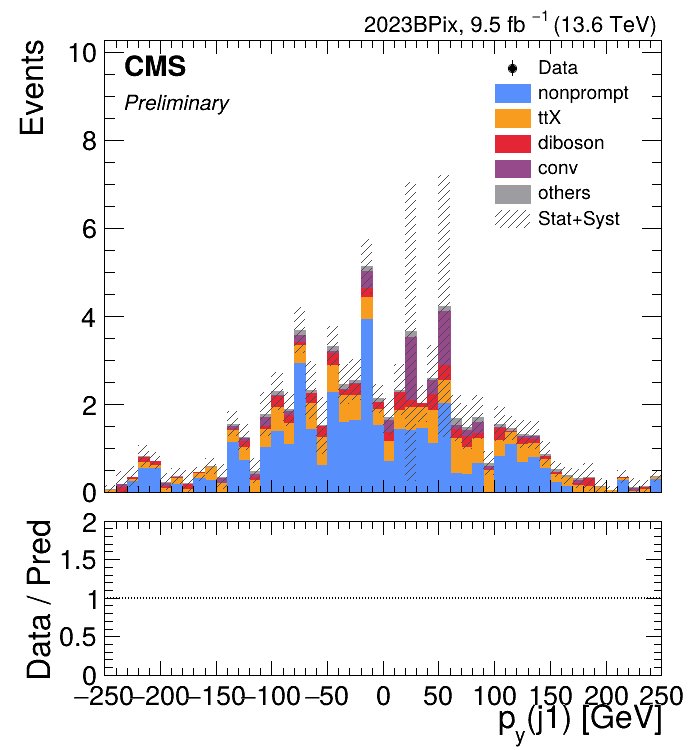 2023BPix, 9.5 fb⁻¹ (13.6 TeV)
Events
10
8
6
4
2
0
CMS
Preliminary
Data
nonprompt
ttX
diboson
conv
others
Stat+Syst
Data / Pred
2
1.5
1
0.5
0
−250 −200 −150 −100 −50 0 50 100 150 200 250
p_y(j1) [GeV]